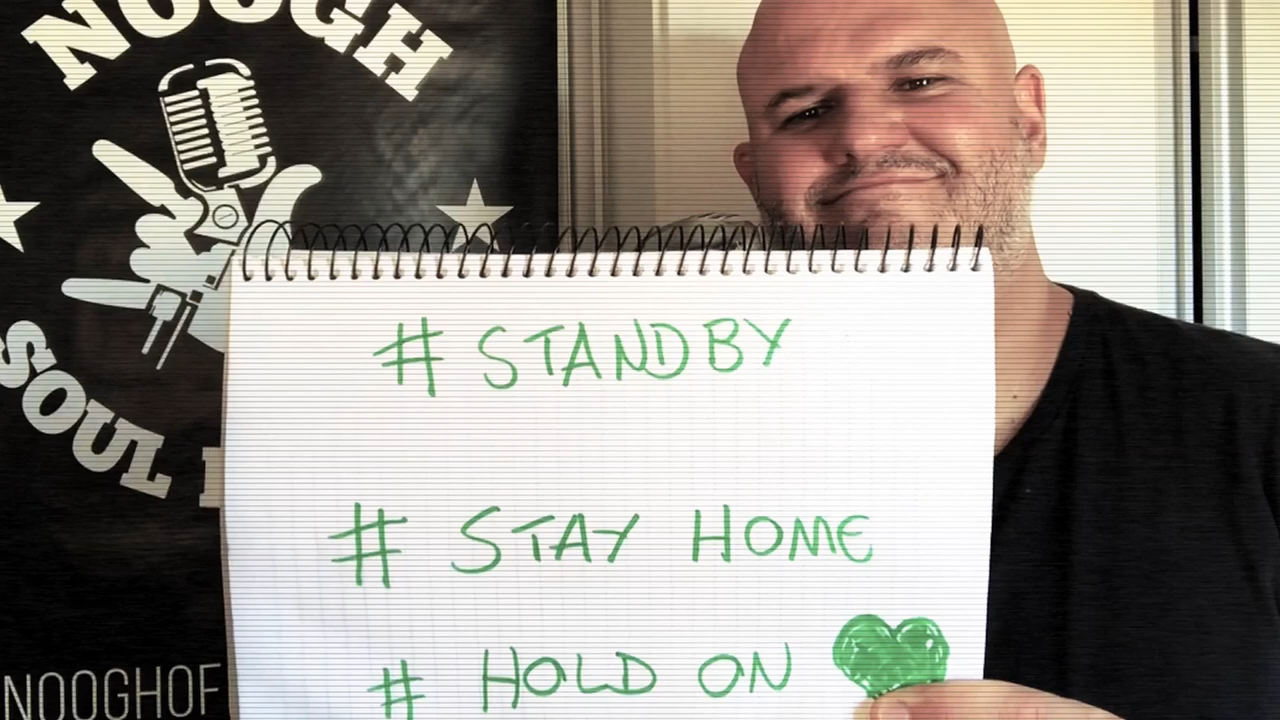 NOOGH
SOUL
NOOGHOF
# STANDBY
# STAY HOME
# HOLD ON